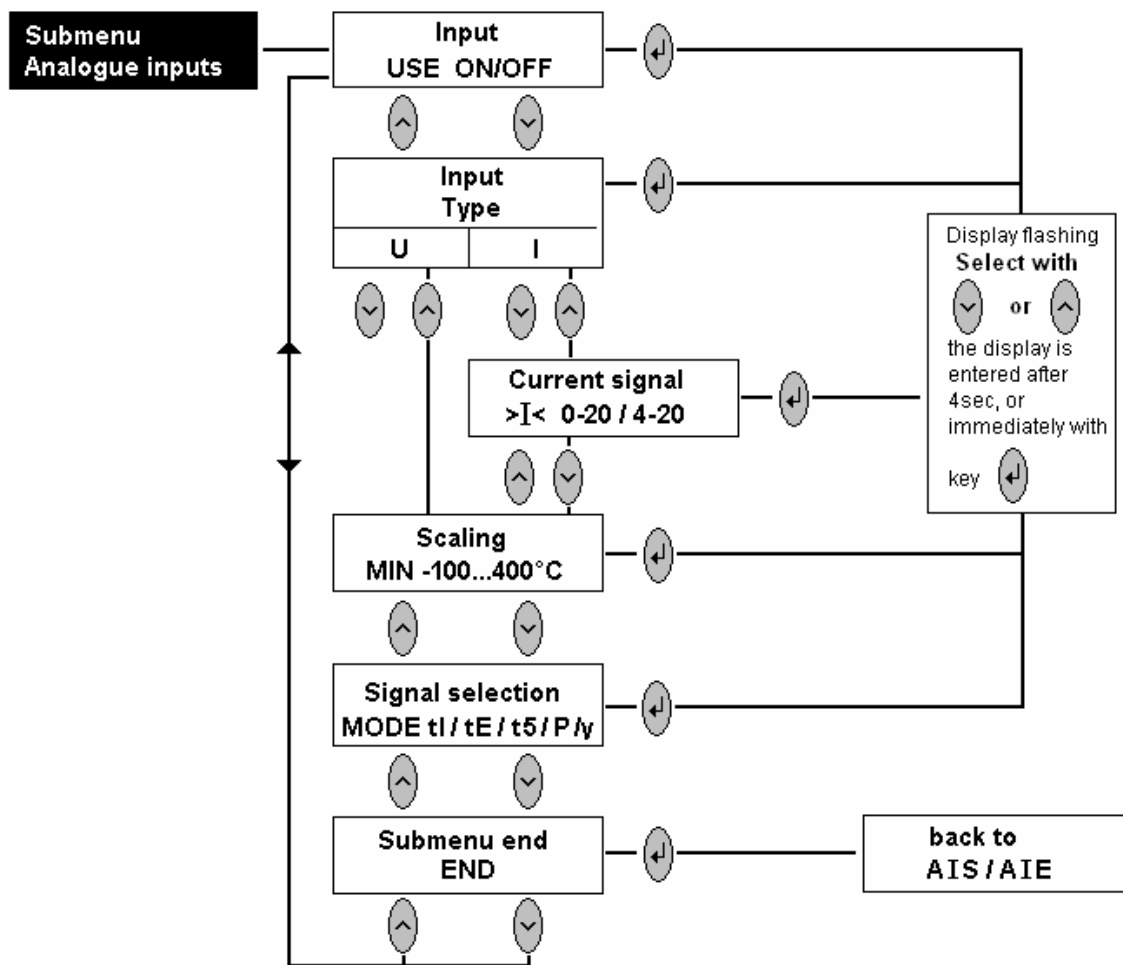 Submenu
Analogue inputs
Input
USE ON/OFF
Input
Type
U
I
Display flashing
Select with
or
the display is
entered after
4sec, or
immediately with
key
Current signal
>I< 0-20 / 4-20
Scaling
MIN -100...400°C
Signal selection
MODE tI / tE / t5 / P /y
Submenu end
END
back to
AIS / AIE